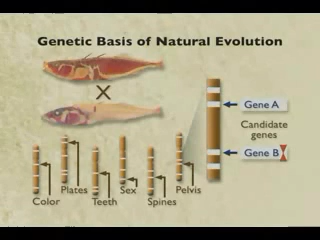 Genetic Basis of Natural Evolution
X
Gene A
Candidate
genes
Gene B
Plates
Sex
Pelvis
Color
Teeth
Spines